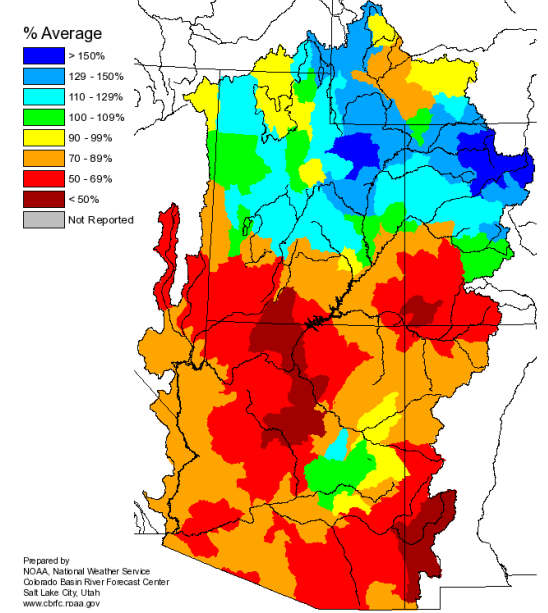 % Average
> 150%
129 - 150%
110 - 129%
100 - 109%
90 - 99%
70 - 89%
50 - 69%
< 50%
Not Reported
Prepared by
NOAA, National Weather Service
Colorado Basin River Forecast Center
Salt Lake City, Utah
www.cbrfc.noaa.gov